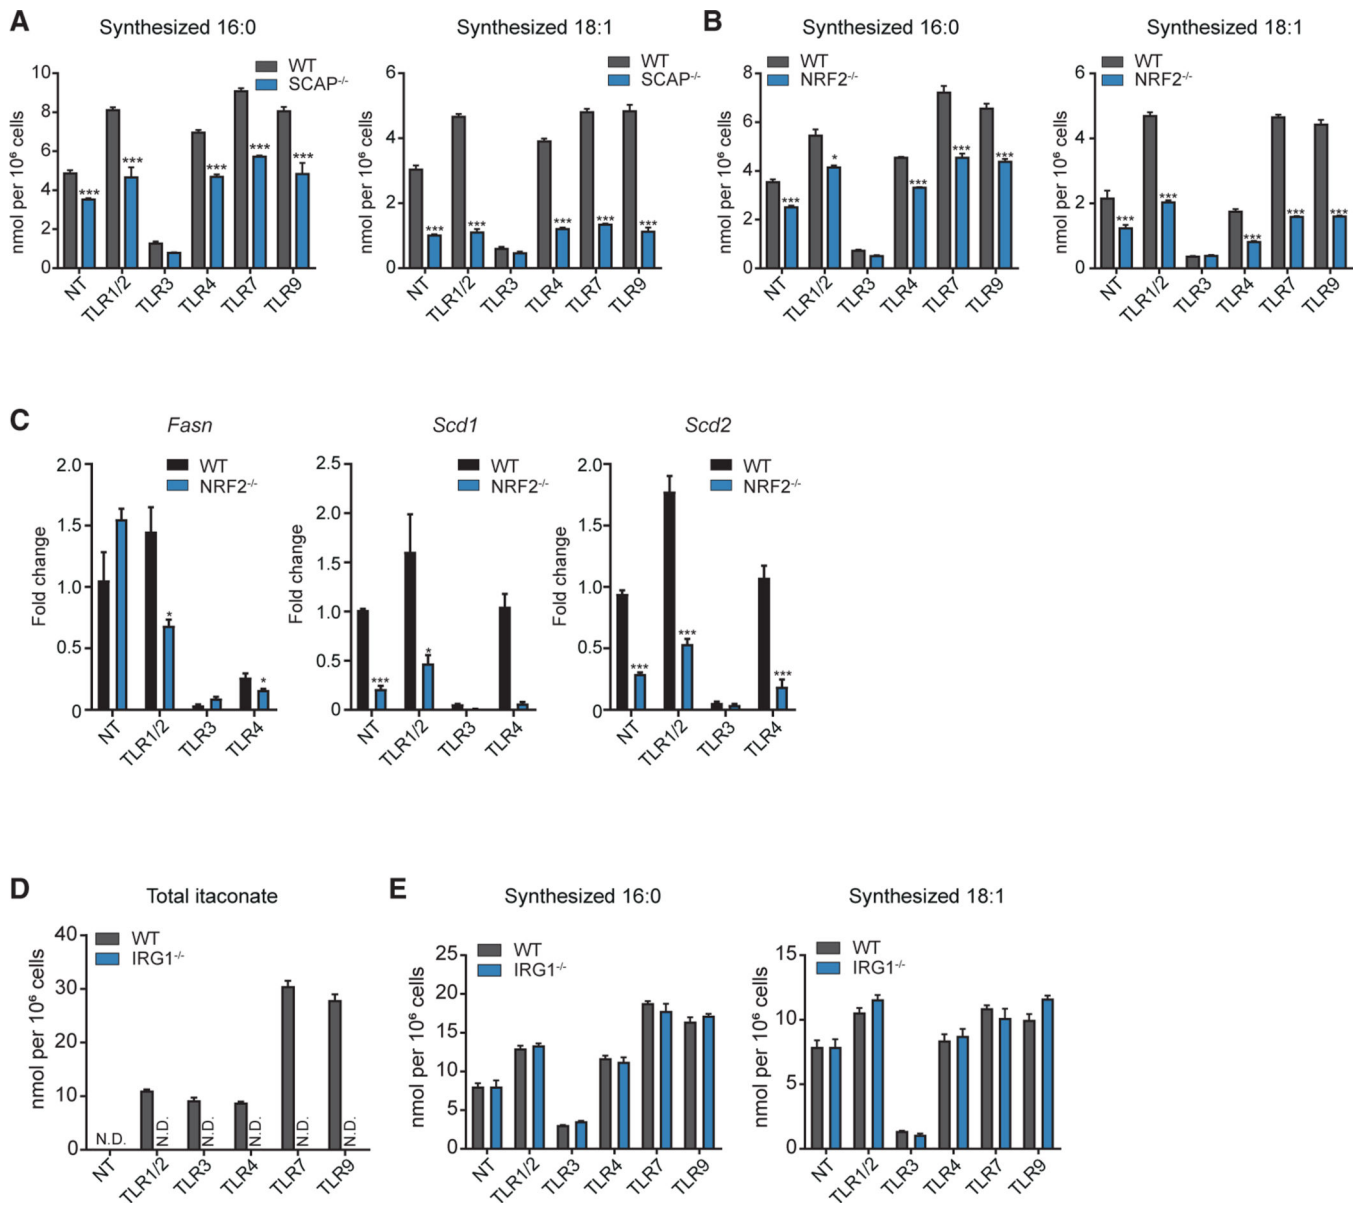 A
Synthesized 16:0
WT
SCAP-/-
nmol per 10⁶ cells
10
8
6
4
2
0
***
***
***
***
***
NT
TLR1/2
TLR3
TLR4
TLR7
TLR9
Synthesized 18:1
WT
SCAP-/-
nmol per 10⁶ cells
6
4
2
0
***
***
***
***
***
NT
TLR1/2
TLR3
TLR4
TLR7
TLR9
B
Synthesized 16:0
WT
NRF2-/-
nmol per 10⁶ cells
8
6
4
2
0
***
*
***
***
***
NT
TLR1/2
TLR3
TLR4
TLR7
TLR9
Synthesized 18:1
WT
NRF2-/-
nmol per 10⁶ cells
6
4
2
0
***
***
***
***
***
NT
TLR1/2
TLR3
TLR4
TLR7
TLR9
C
Fasn
WT
NRF2-/-
Fold change
2.0
1.5
1.0
0.5
0
*
*
NT
TLR1/2
TLR3
TLR4
Scd1
WT
NRF2-/-
Fold change
2.5
2.0
1.5
1.0
0.5
0
***
*
NT
TLR1/2
TLR3
TLR4
Scd2
WT
NRF2-/-
Fold change
2.0
1.5
1.0
0.5
0
***
***
***
NT
TLR1/2
TLR3
TLR4
D
Total itaconate
WT
IRG1-/-
nmol per 10⁶ cells
40
30
20
10
0
N.D.
N.D.
N.D.
N.D.
N.D.
N.D.
NT
TLR1/2
TLR3
TLR4
TLR7
TLR9
E
Synthesized 16:0
WT
IRG1-/-
nmol per 10⁶ cells
25
20
15
10
5
0
NT
TLR1/2
TLR3
TLR4
TLR7
TLR9
Synthesized 18:1
WT
IRG1-/-
nmol per 10⁶ cells
15
10
5
0
NT
TLR1/2
TLR3
TLR4
TLR7
TLR9